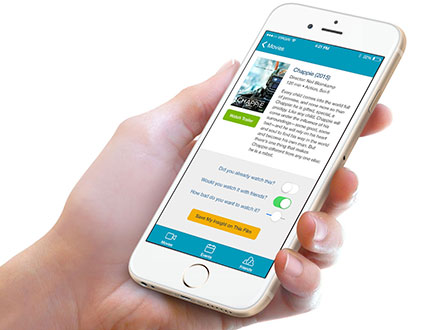 4:21 PM
Movies
Chappie (2015)
Director: Neill Blomkamp
120 min • Action, Sci-fi
Every child comes into the world full
of promise, and none more so than
Chappie: he is gifted, special, a
prodigy. Like any child, Chappie will
come under the influence of his
surroundings—some good, some
bad—and he will rely on his heart
and soul to find his way in the world
and become his own man. But
there's one thing that makes
Chappie different from any one else:
he is a robot.
CHAPPIE
Watch Trailer
Did you already watch this?
Would you watch it with friends?
How bad do you want to watch it?
Save My Insight on This Film
Movies
Events
Friends